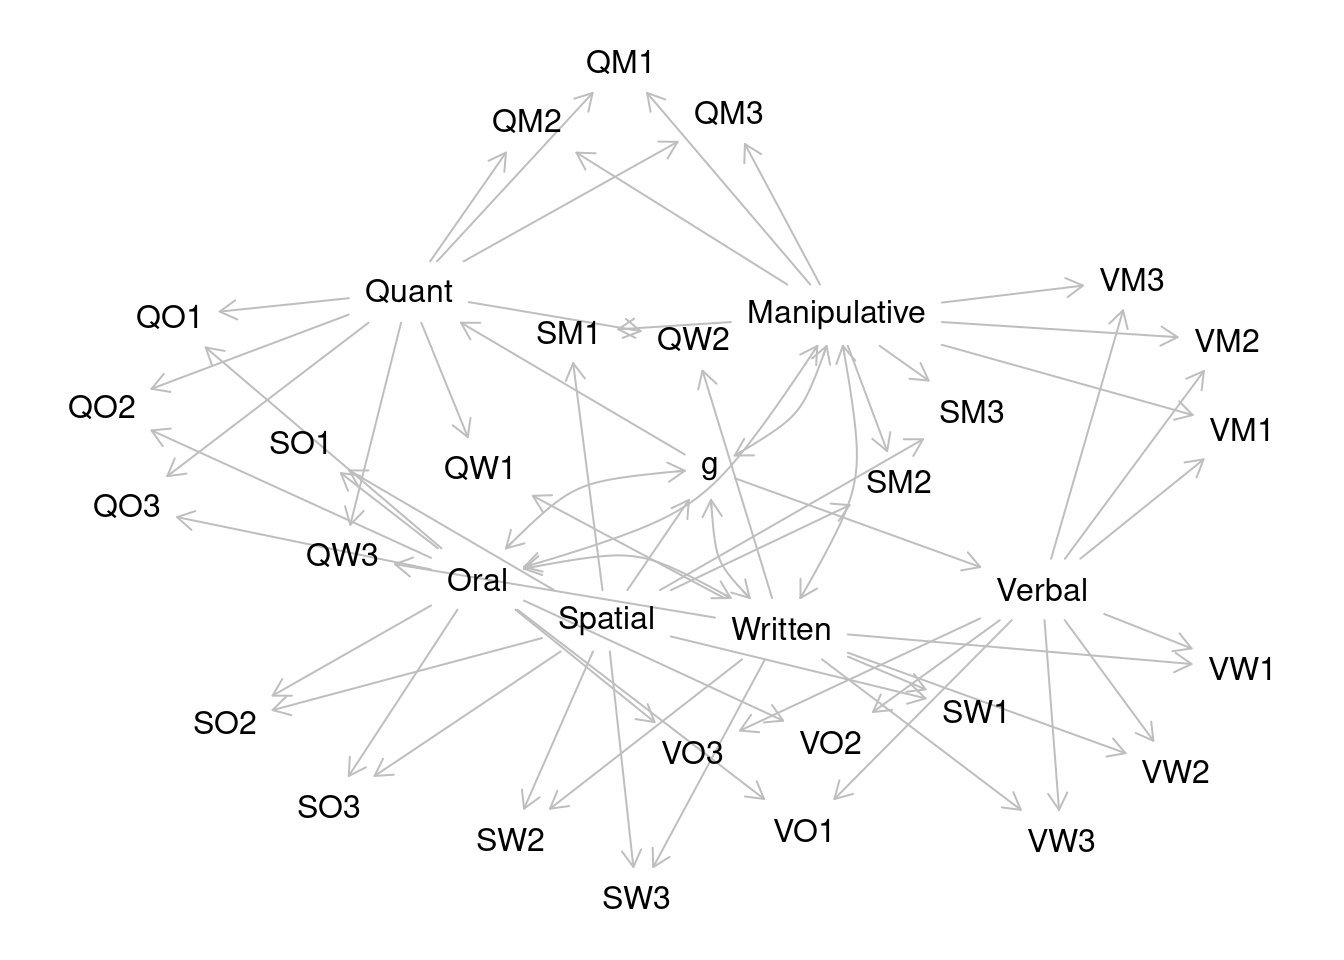 QM1
QM3
QM2
VM3
Quant
Manipulative
QO1
SM1
QW2
VM2
QO2
SM3
VM1
SO1
g
QW1
SM2
QO3
QW3
Oral
Verbal
Spatial
Written
VW1
SW1
SO2
VO2
VO3
VW2
SO3
VO1
SW2
VW3
SW3